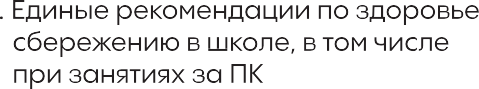 . Единые рекомендации по здоровье
сбережению в школе, в том числе
при занятиях за ПК